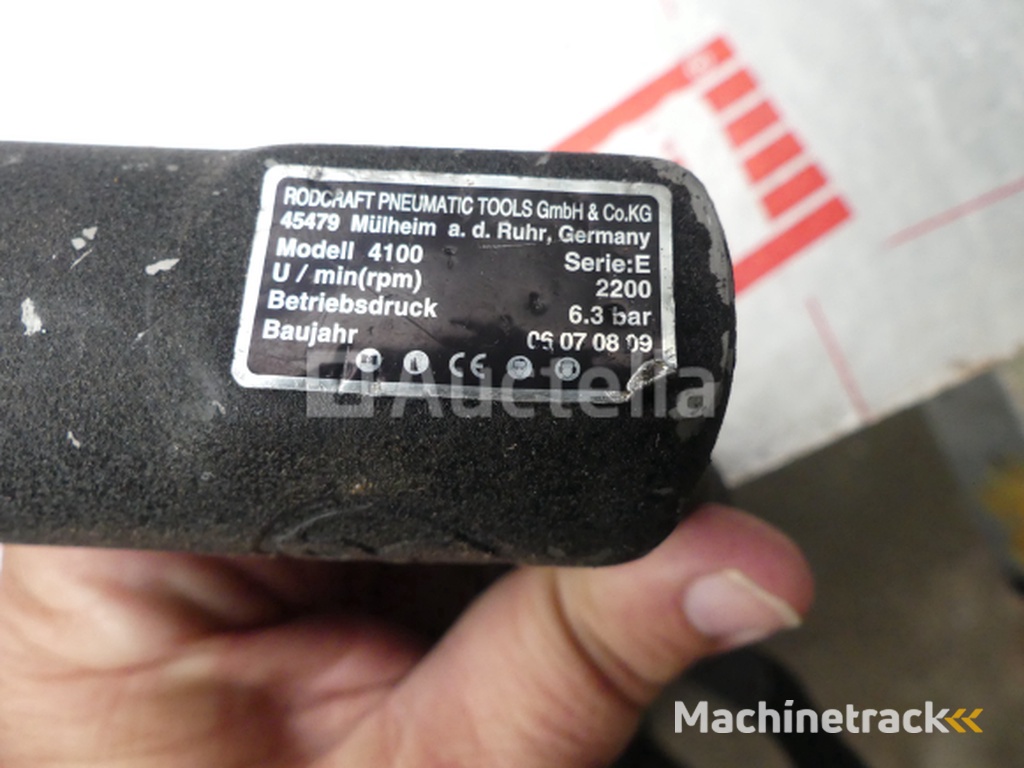 RODCRAFT PNEUMATIC TOOLS GmbH & Co.KG
45479 Mülheim a. d. Ruhr, Germany
Modell 4100 Serie:E
U / min(rpm) 2200
Betriebsdruck 6.3 bar
Baujahr 06 07 08 09
CE
Auctelia
Machinetrack